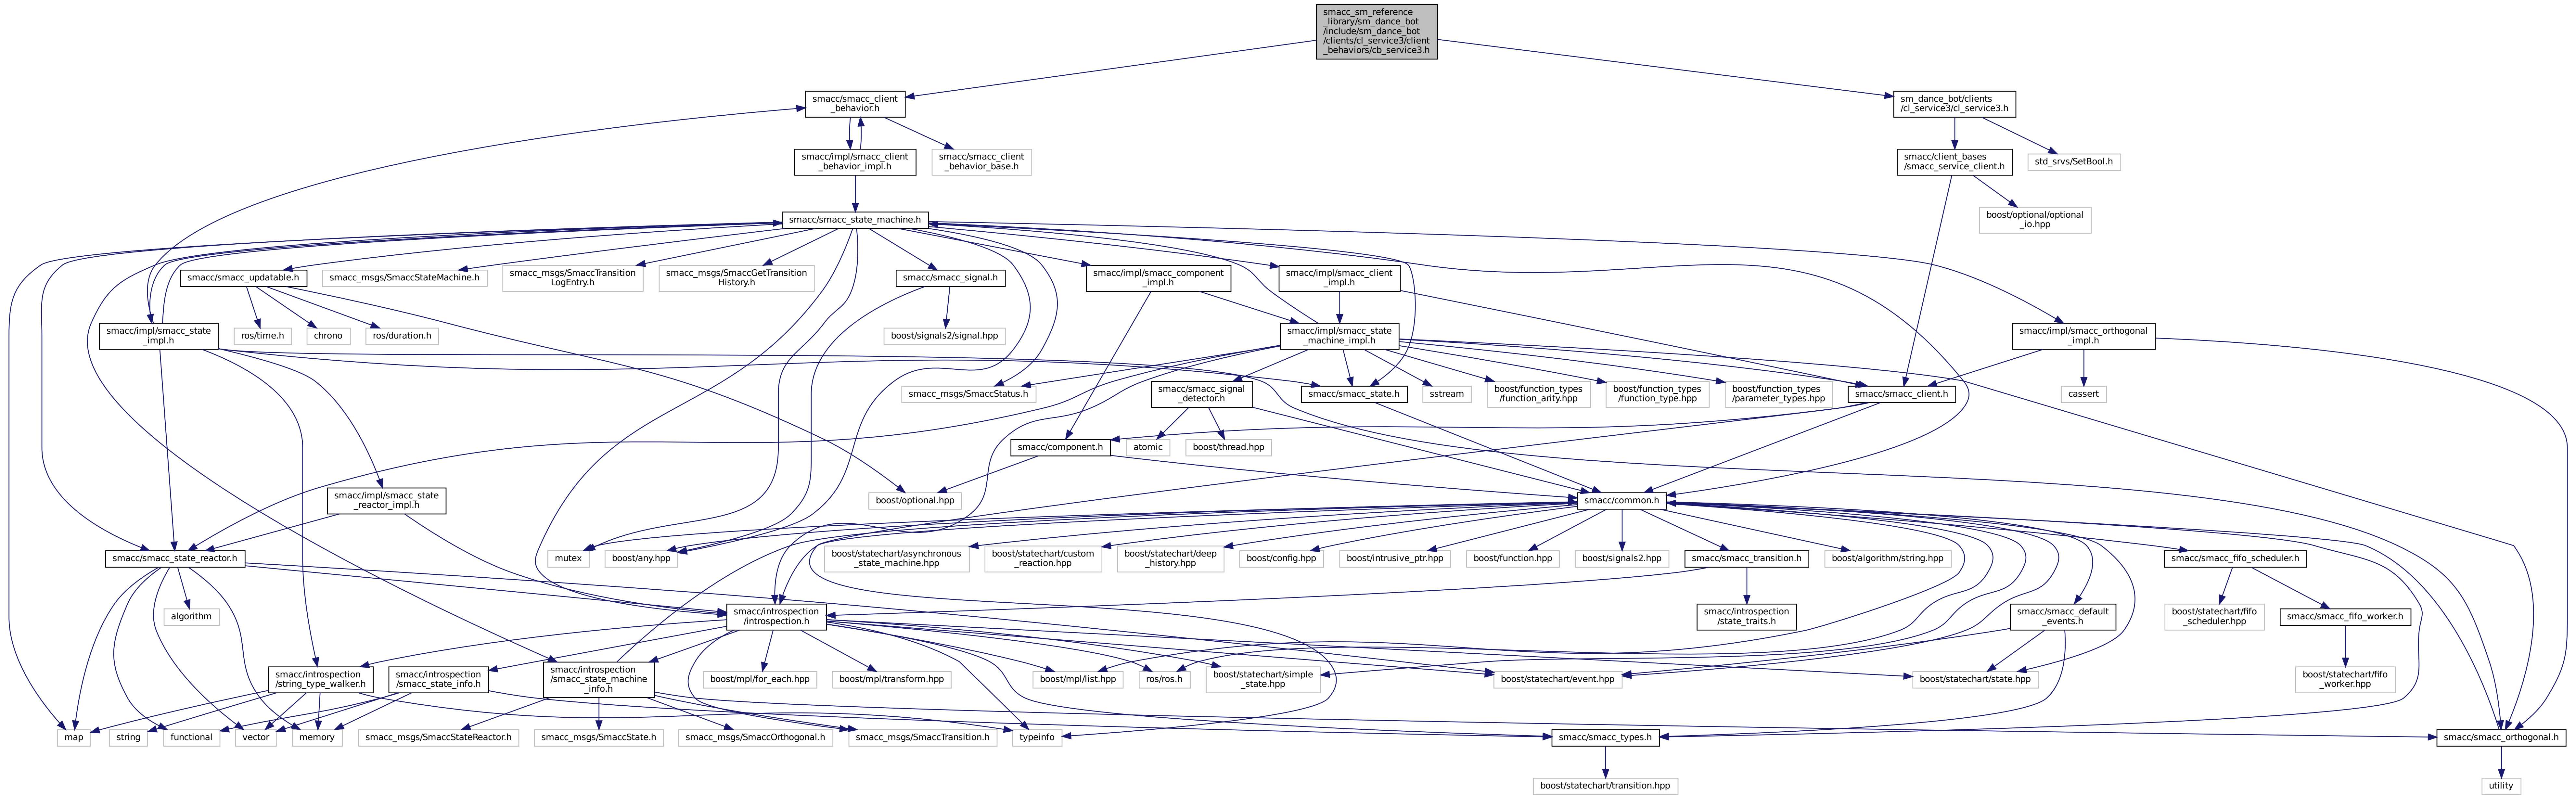 smacc_sm_reference
_library/sm_dance_bot
/include/sm_dance_bot
/clients/cl_service3/client
_behaviors/cb_service3.h
smacc/smacc_client
_behavior.h
sm_dance_bot/clients
/cl_service3/cl_service3.h
smacc/impl/smacc_client
_behavior_impl.h
smacc/smacc_client
_behavior_base.h
smacc/client_bases
/smacc_service_client.h
std_srvs/SetBool.h
smacc/smacc_state_machine.h
boost/optional/optional
_io.hpp
smacc/smacc_updatable.h
smacc_msgs/SmaccStateMachine.h
smacc_msgs/SmaccTransition
LogEntry.h
smacc_msgs/SmaccGetTransition
History.h
smacc/smacc_signal.h
smacc/impl/smacc_component
_impl.h
smacc/impl/smacc_client
_impl.h
smacc/impl/smacc_state
_impl.h
ros/time.h
chrono
ros/duration.h
boost/signals2/signal.hpp
smacc/impl/smacc_state
_machine_impl.h
smacc/impl/smacc_orthogonal
_impl.h
smacc_msgs/SmaccStatus.h
smacc/smacc_signal
_detector.h
smacc/smacc_state.h
sstream
boost/function_types
/function_arity.hpp
boost/function_types
/function_type.hpp
boost/function_types
/parameter_types.hpp
smacc/smacc_client.h
cassert
smacc/component.h
atomic
boost/thread.hpp
smacc/impl/smacc_state
_reactor_impl.h
boost/optional.hpp
smacc/common.h
smacc/smacc_state_reactor.h
mutex
boost/any.hpp
boost/statechart/asynchronous
_state_machine.hpp
boost/statechart/custom
_reaction.hpp
boost/statechart/deep
_history.hpp
boost/config.hpp
boost/intrusive_ptr.hpp
boost/function.hpp
boost/signals2.hpp
smacc/smacc_transition.h
boost/algorithm/string.hpp
smacc/smacc_fifo_scheduler.h
algorithm
smacc/introspection
/introspection.h
smacc/introspection
/state_traits.h
smacc/smacc_default
_events.h
boost/statechart/fifo
_scheduler.hpp
smacc/smacc_fifo_worker.h
smacc/introspection
/string_type_walker.h
smacc/introspection
/smacc_state_info.h
smacc/introspection
/smacc_state_machine
_info.h
boost/mpl/for_each.hpp
boost/mpl/transform.hpp
boost/mpl/list.hpp
ros/ros.h
boost/statechart/simple
_state.hpp
boost/statechart/event.hpp
boost/statechart/state.hpp
boost/statechart/fifo
_worker.hpp
map
string
functional
vector
memory
smacc_msgs/SmaccStateReactor.h
smacc_msgs/SmaccState.h
smacc_msgs/SmaccOrthogonal.h
smacc_msgs/SmaccTransition.h
typeinfo
smacc/smacc_types.h
smacc/smacc_orthogonal.h
boost/statechart/transition.hpp
utility